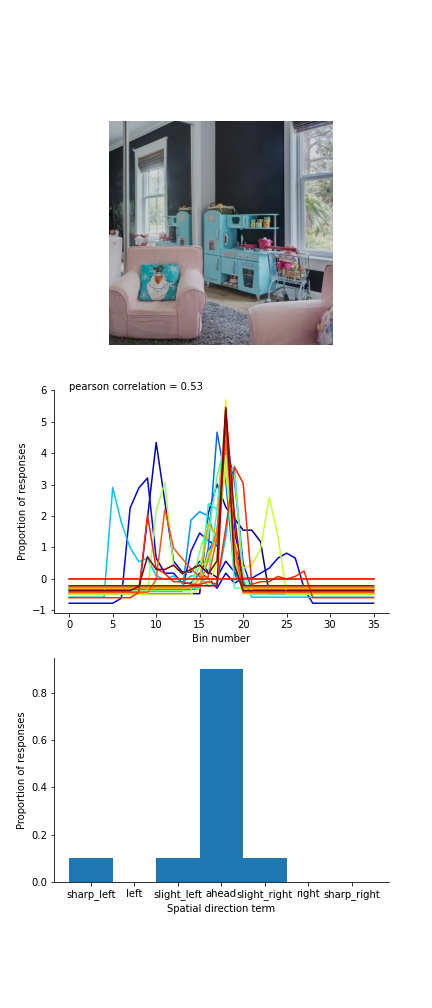 pearson correlation = 0.53
Proportion of responses
6
5
4
3
2
1
0
−1
0 5 10 15 20 25 30 35
Bin number
Proportion of responses
0.8
0.6
0.4
0.2
0.0
sharp_left left slight_left ahead slight_right right sharp_right
Spatial direction term